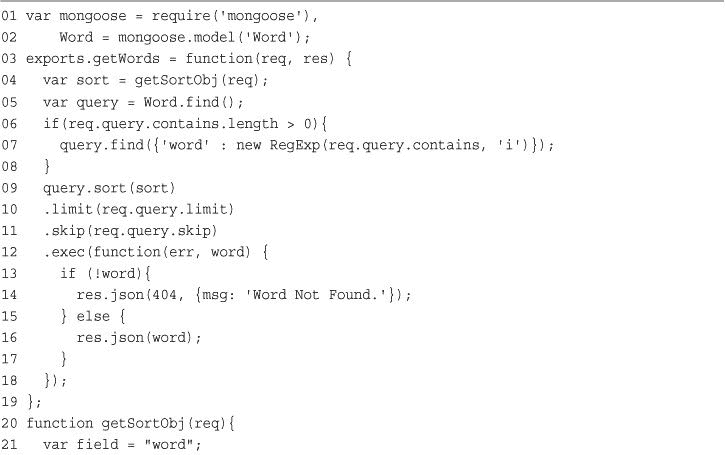 01 var mongoose = require('mongoose'),
02     Word = mongoose.model('Word');
03 exports.getWords = function(req, res) {
04   var sort = getSortObj(req);
05   var query = Word.find();
06   if(req.query.contains.length > 0){
07     query.find({'word' : new RegExp(req.query.contains, 'i')});
08   }
09   query.sort(sort)
10   .limit(req.query.limit)
11   .skip(req.query.skip)
12   .exec(function(err, word) {
13     if (!word){
14       res.json(404, {msg: 'Word Not Found.'});
15     } else {
16       res.json(word);
17     }
18   });
19 };
20 function getSortObj(req){
21   var field = "word";